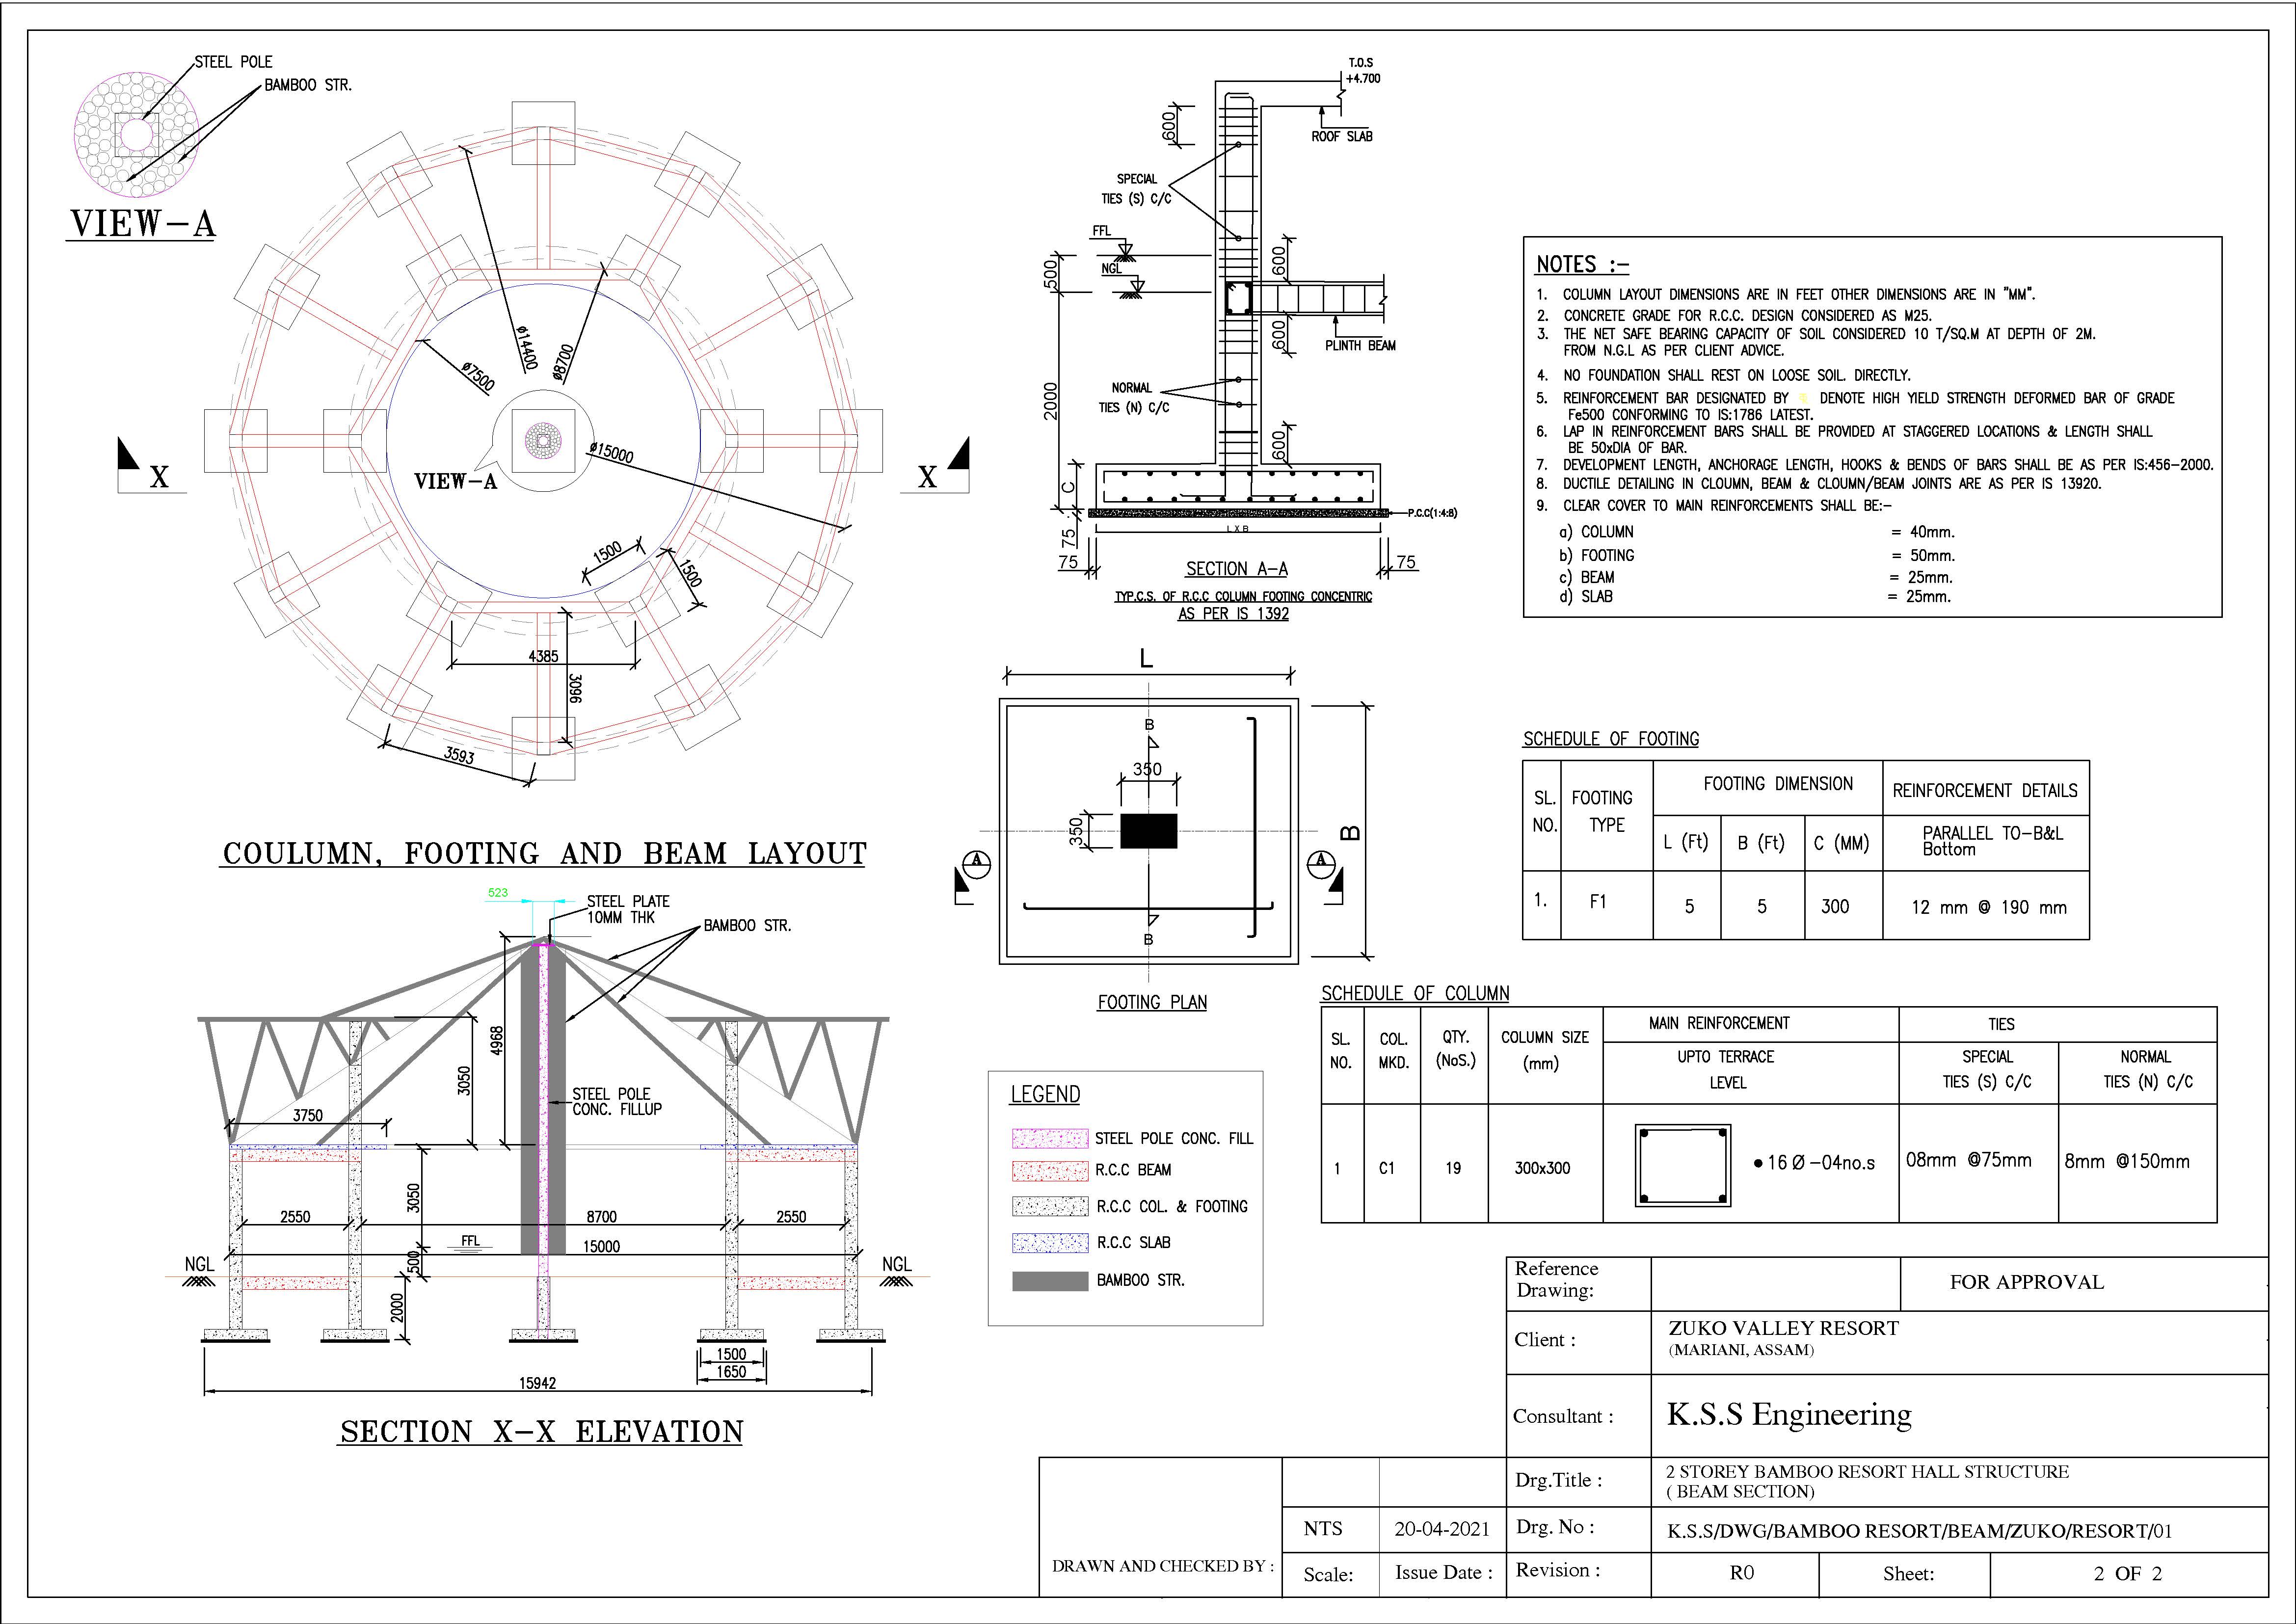 STEEL POLE
BAMBOO STR.
VIEW-A
ø14400
ø8700
ø7500
ø15000
VIEW-A
X
X
1500
1500
4385
3096
3593
COULUMN, FOOTING AND BEAM LAYOUT
523
STEEL PLATE
10MM THK
BAMBOO STR.
4968
3050
STEEL POLE
CONC. FILLUP
3750
3050
2550
8700
2550
FFL
15000
500
NGL
NGL
2000
1500
1650
15942
SECTION X-X ELEVATION
T.O.S
+4.700
600
ROOF SLAB
SPECIAL
TIES (S) C/C
FFL
NGL
500
600
600
PLINTH BEAM
2000
NORMAL
TIES (N) C/C
600
C
P.C.C(1:4:8)
L X B
75
75
75
SECTION A-A
TYP.C.S. OF R.C.C COLUMN FOOTING CONCENTRIC
AS PER IS 1392
L
B
350
350
B
A
A
B
FOOTING PLAN
LEGEND
STEEL POLE CONC. FILL
R.C.C BEAM
R.C.C COL. & FOOTING
R.C.C SLAB
BAMBOO STR.
NOTES :-
1. COLUMN LAYOUT DIMENSIONS ARE IN FEET OTHER DIMENSIONS ARE IN "MM".
2. CONCRETE GRADE FOR R.C.C. DESIGN CONSIDERED AS M25.
3. THE NET SAFE BEARING CAPACITY OF SOIL CONSIDERED 10 T/SQ.M AT DEPTH OF 2M.
FROM N.G.L AS PER CLIENT ADVICE.
4. NO FOUNDATION SHALL REST ON LOOSE SOIL. DIRECTLY.
5. REINFORCEMENT BAR DESIGNATED BY DENOTE HIGH YIELD STRENGTH DEFORMED BAR OF GRADE
Fe500 CONFORMING TO IS:1786 LATEST.
6. LAP IN REINFORCEMENT BARS SHALL BE PROVIDED AT STAGGERED LOCATIONS & LENGTH SHALL
BE 50xDIA OF BAR.
7. DEVELOPMENT LENGTH, ANCHORAGE LENGTH, HOOKS & BENDS OF BARS SHALL BE AS PER IS:456-2000.
8. DUCTILE DETAILING IN CLOUMN, BEAM & CLOUMN/BEAM JOINTS ARE AS PER IS 13920.
9. CLEAR COVER TO MAIN REINFORCEMENTS SHALL BE:-
a) COLUMN = 40mm.
b) FOOTING = 50mm.
c) BEAM = 25mm.
d) SLAB = 25mm.
SCHEDULE OF FOOTING
SL. NO. FOOTING TYPE FOOTING DIMENSION REINFORCEMENT DETAILS
L (Ft) B (Ft) C (MM) PARALLEL TO-B&L
Bottom
1. F1 5 5 300 12 mm @ 190 mm
SCHEDULE OF COLUMN
SL. NO. COL. MKD. QTY. (NoS.) COLUMN SIZE (mm) MAIN REINFORCEMENT TIES
UPTO TERRACE LEVEL SPECIAL TIES (S) C/C NORMAL TIES (N) C/C
1 C1 19 300x300 16 Ø -04no.s 08mm @75mm 8mm @150mm
Reference Drawing: FOR APPROVAL
Client : ZUKO VALLEY RESORT
(MARIANI, ASSAM)
Consultant : K.S.S Engineering
Drg.Title : 2 STOREY BAMBOO RESORT HALL STRUCTURE
( BEAM SECTION)
NTS 20-04-2021 Drg. No : K.S.S/DWG/BAMBOO RESORT/BEAM/ZUKO/RESORT/01
DRAWN AND CHECKED BY : Scale: Issue Date : Revision : R0 Sheet: 2 OF 2